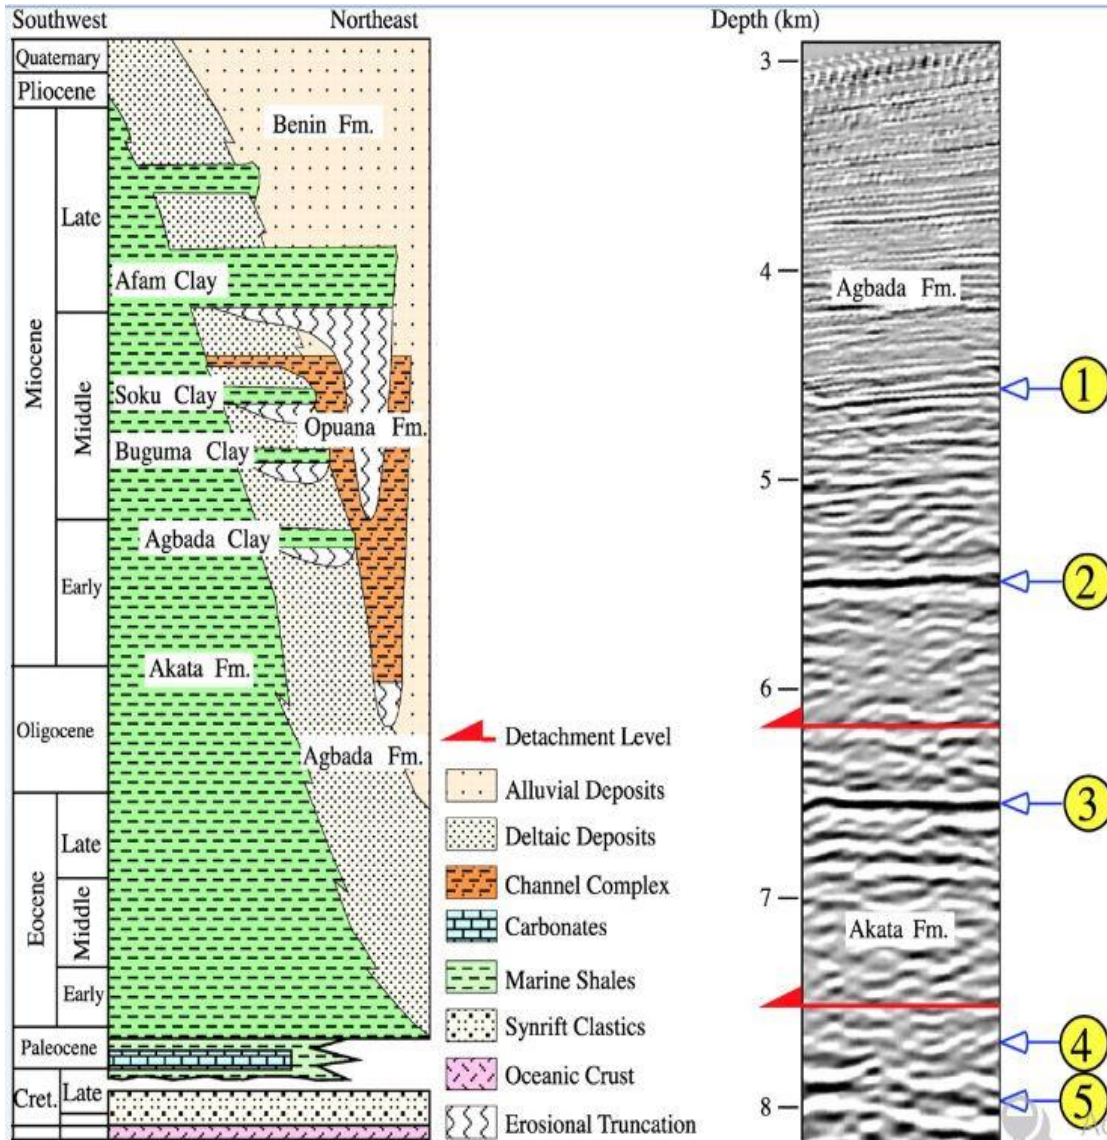 Southwest Northeast Depth (km)
Quaternary
Pliocene
Miocene
Late
Middle
Early
Oligocene
Eocene
Late
Middle
Early
Paleocene
Cret. Late
Benin Fm.
Afam Clay
Soku Clay
Opuana Fm.
Buguma Clay
Agbada Clay
Akata Fm.
Agbada Fm.
Detachment Level
Alluvial Deposits
Deltaic Deposits
Channel Complex
Carbonates
Marine Shales
Synrift Clastics
Oceanic Crust
Erosional Truncation
3
4
Agbada Fm.
1
5
2
6
3
7
Akata Fm.
4
5
8